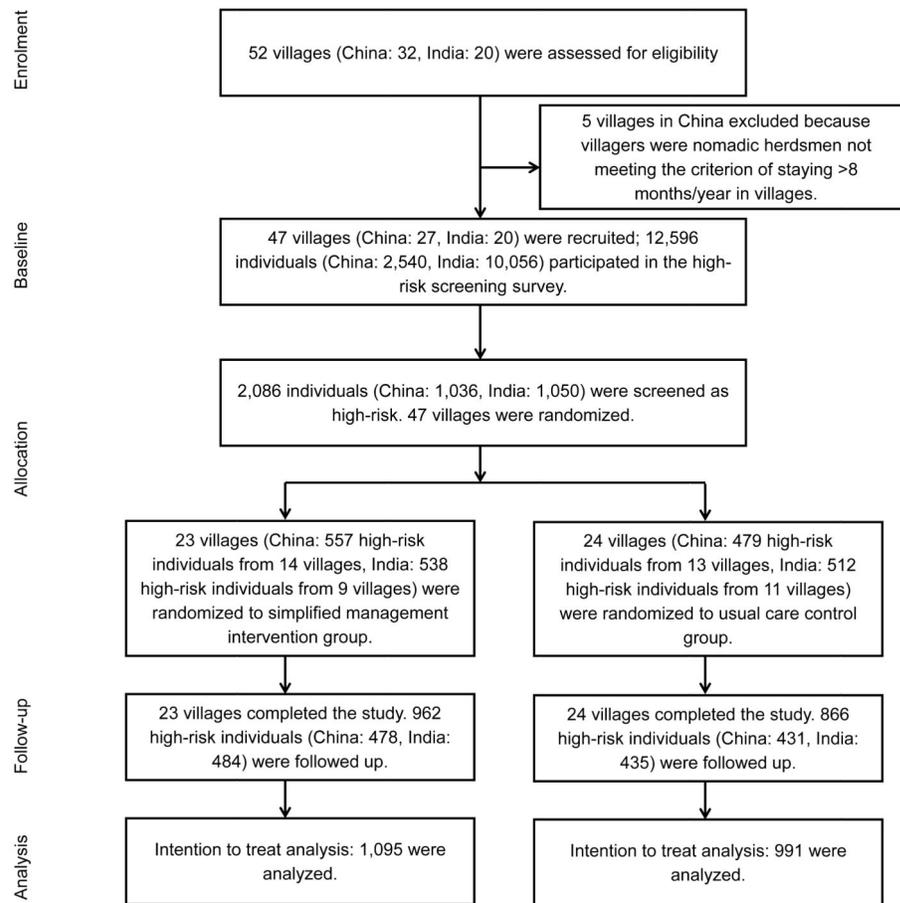 Enrolment
52 villages (China: 32, India: 20) were assessed for eligibility
5 villages in China excluded because
villagers were nomadic herdsmen not
meeting the criterion of staying >8
months/year in villages.
Baseline
47 villages (China: 27, India: 20) were recruited; 12,596
individuals (China: 2,540, India: 10,056) participated in the high-
risk screening survey.
Allocation
2,086 individuals (China: 1,036, India: 1,050) were screened as
high-risk. 47 villages were randomized.
23 villages (China: 557 high-risk
individuals from 14 villages, India: 538
high-risk individuals from 9 villages) were
randomized to simplified management
intervention group.
24 villages (China: 479 high-risk
individuals from 13 villages, India: 512
high-risk individuals from 11 villages)
were randomized to usual care control
group.
Follow-up
23 villages completed the study. 962
high-risk individuals (China: 478, India:
484) were followed up.
24 villages completed the study. 866
high-risk individuals (China: 431, India:
435) were followed up.
Analysis
Intention to treat analysis: 1,095 were
analyzed.
Intention to treat analysis: 991 were
analyzed.